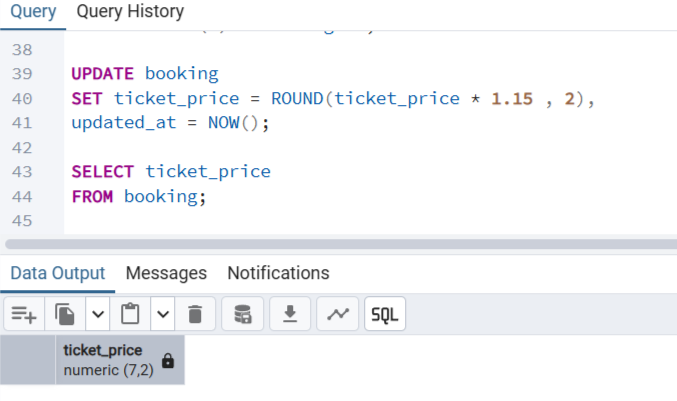 Query Query History
38
39 UPDATE booking
40 SET ticket_price = ROUND(ticket_price * 1.15 , 2),
41 updated_at = NOW();
42
43 SELECT ticket_price
44 FROM booking;
45
Data Output Messages Notifications
SQL
ticket_price
numeric (7,2)